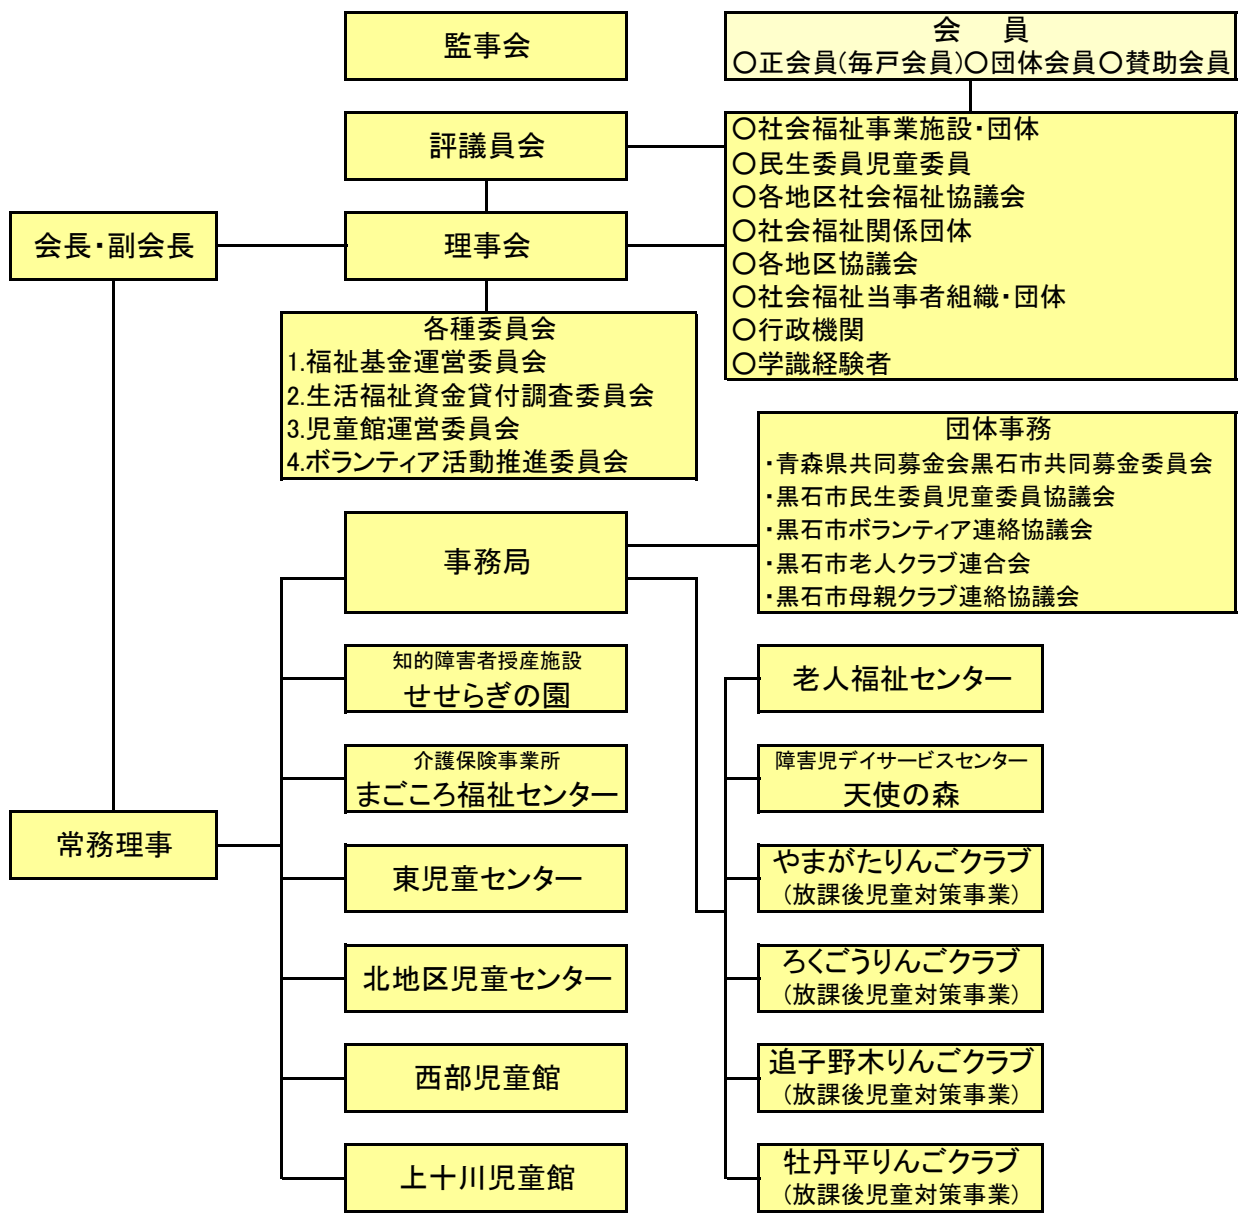 監事会
会　員
〇正会員(毎戸会員)〇団体会員〇賛助会員
評議員会
〇社会福祉事業施設・団体
〇民生委員児童委員
〇各地区社会福祉協議会
〇社会福祉関係団体
〇各地区協議会
〇社会福祉当事者組織・団体
〇行政機関
〇学識経験者
会長・副会長
理事会
各種委員会
1.福祉基金運営委員会
2.生活福祉資金貸付調査委員会
3.児童館運営委員会
4.ボランティア活動推進委員会
団体事務
・青森県共同募金会黒石市共同募金委員会
・黒石市民生委員児童委員協議会
・黒石市ボランティア連絡協議会
・黒石市老人クラブ連合会
・黒石市母親クラブ連絡協議会
事務局
知的障害者授産施設
せせらぎの園
老人福祉センター
介護保険事業所
まごころ福祉センター
障害児デイサービスセンター
天使の森
常務理事
東児童センター
やまがたりんごクラブ
(放課後児童対策事業)
北地区児童センター
ろくごうりんごクラブ
(放課後児童対策事業)
西部児童館
追子野木りんごクラブ
(放課後児童対策事業)
上十川児童館
牡丹平りんごクラブ
(放課後児童対策事業)